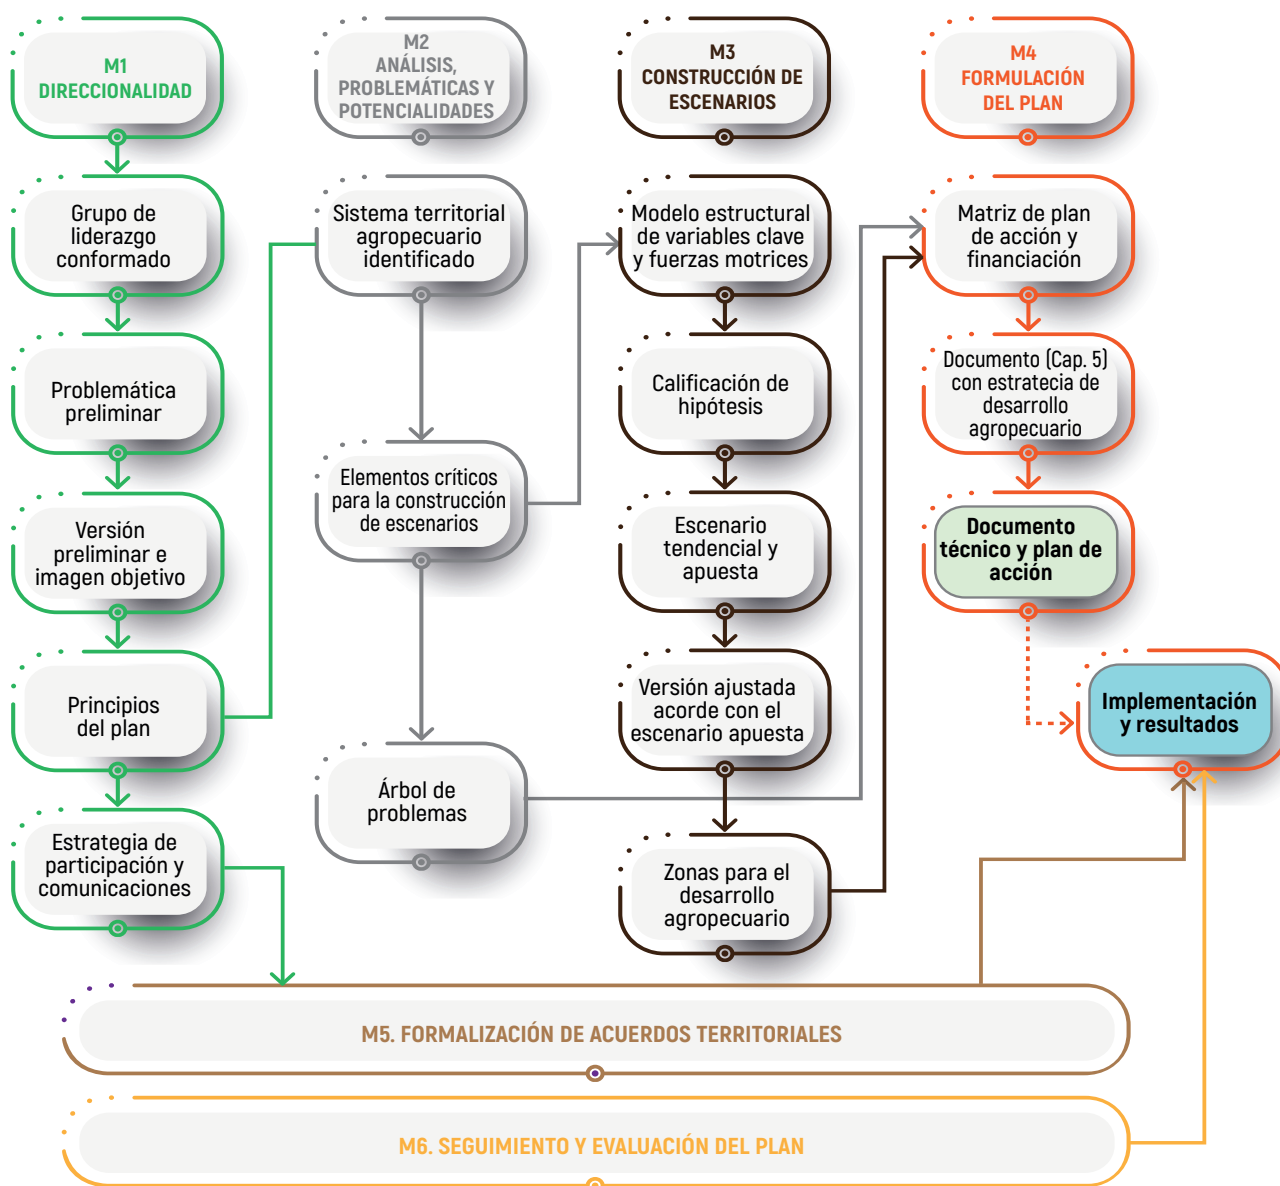 M1
DIRECCIONALIDAD
Grupo de
liderazgo
conformado
Problemática
preliminar
Versión
preliminar e
imagen objetivo
Principios
del plan
Estrategia de
participación y
comunicaciones
M2
ANÁLISIS,
PROBLEMÁTICAS Y
POTENCIALIDADES
Sistema territorial
agropecuario
identificado
Elementos críticos
para la construcción
de escenarios
Árbol de
problemas
M3
CONSTRUCCIÓN DE
ESCENARIOS
Modelo estructural
de variables clave
y fuerzas motrices
Calificación de
hipótesis
Escenario
tendencial y
apuesta
Versión ajustada
acorde con el
escenario apuesta
Zonas para el
desarrollo
agropecuario
M4
FORMULACIÓN
DEL PLAN
Matriz de plan
de acción y
financiación
Documento (Cap. 5)
con estratecia de
desarrollo
agropecuario
Documento
técnico y plan de
acción
Implementación
y resultados
M5. FORMALIZACIÓN DE ACUERDOS TERRITORIALES
M6. SEGUIMIENTO Y EVALUACIÓN DEL PLAN